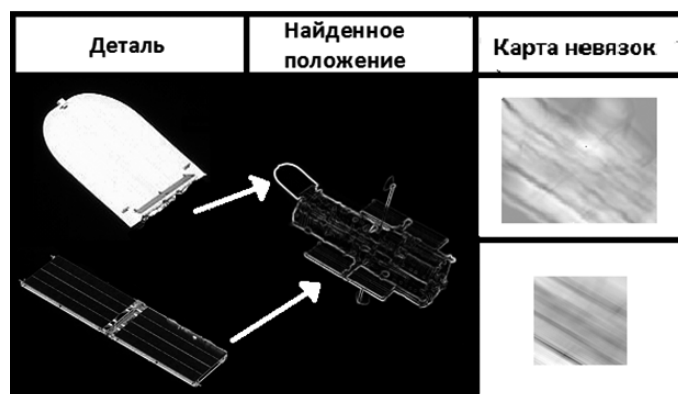 Деталь
Найденное
положение
Карта невязок